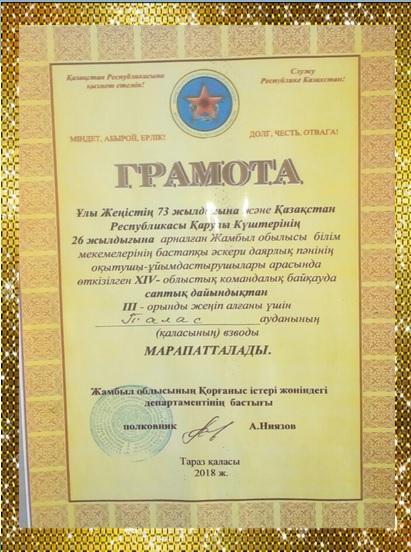 Қазақстан Республикасына
қызмет етемін!
Служу
Республике Казахстан!
МІНДЕТ, АБЫРОЙ, ЕРЛІК!
ДОЛГ, ЧЕСТЬ, ОТВАГА!
ГРАМОТА
Ұлы Жеңістің 73 жылдығына және Қазақстан
Республикасы Қарулы Күштерінің
26 жылдығына арналған Жамбыл обылысы білім
мекемелерінің бастапқы әскери даярлық пәнінің
оқытушы-ұйымдастырушылары арасында
өткізілген XIV- облыстық командалық байқауда
саптық дайындықтан
III - орынды жеңіп алғаны үшін
Талас ауданының
(қаласының) взводы
МАРАПАТТАЛАДЫ.
Жамбыл облысының Қорғаныс істері жөніндегі
департаментінің бастығы
полковник А.Ниязов
Тараз қаласы
2018 ж.